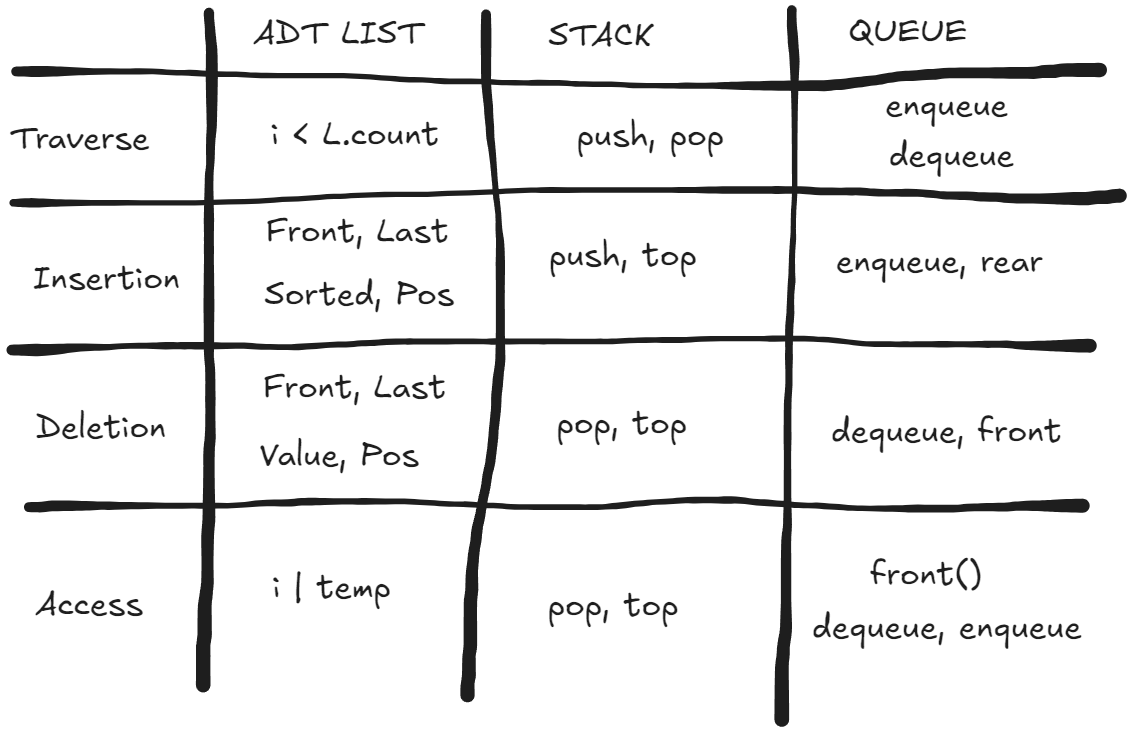 ADT LIST STACK QUEUE
Traverse i < L.count push, pop enqueue
dequeue
Insertion Front, Last push, top enqueue, rear
Sorted, Pos
Deletion Front, Last pop, top dequeue, front
Value, Pos
Access i | temp pop, top front()
dequeue, enqueue